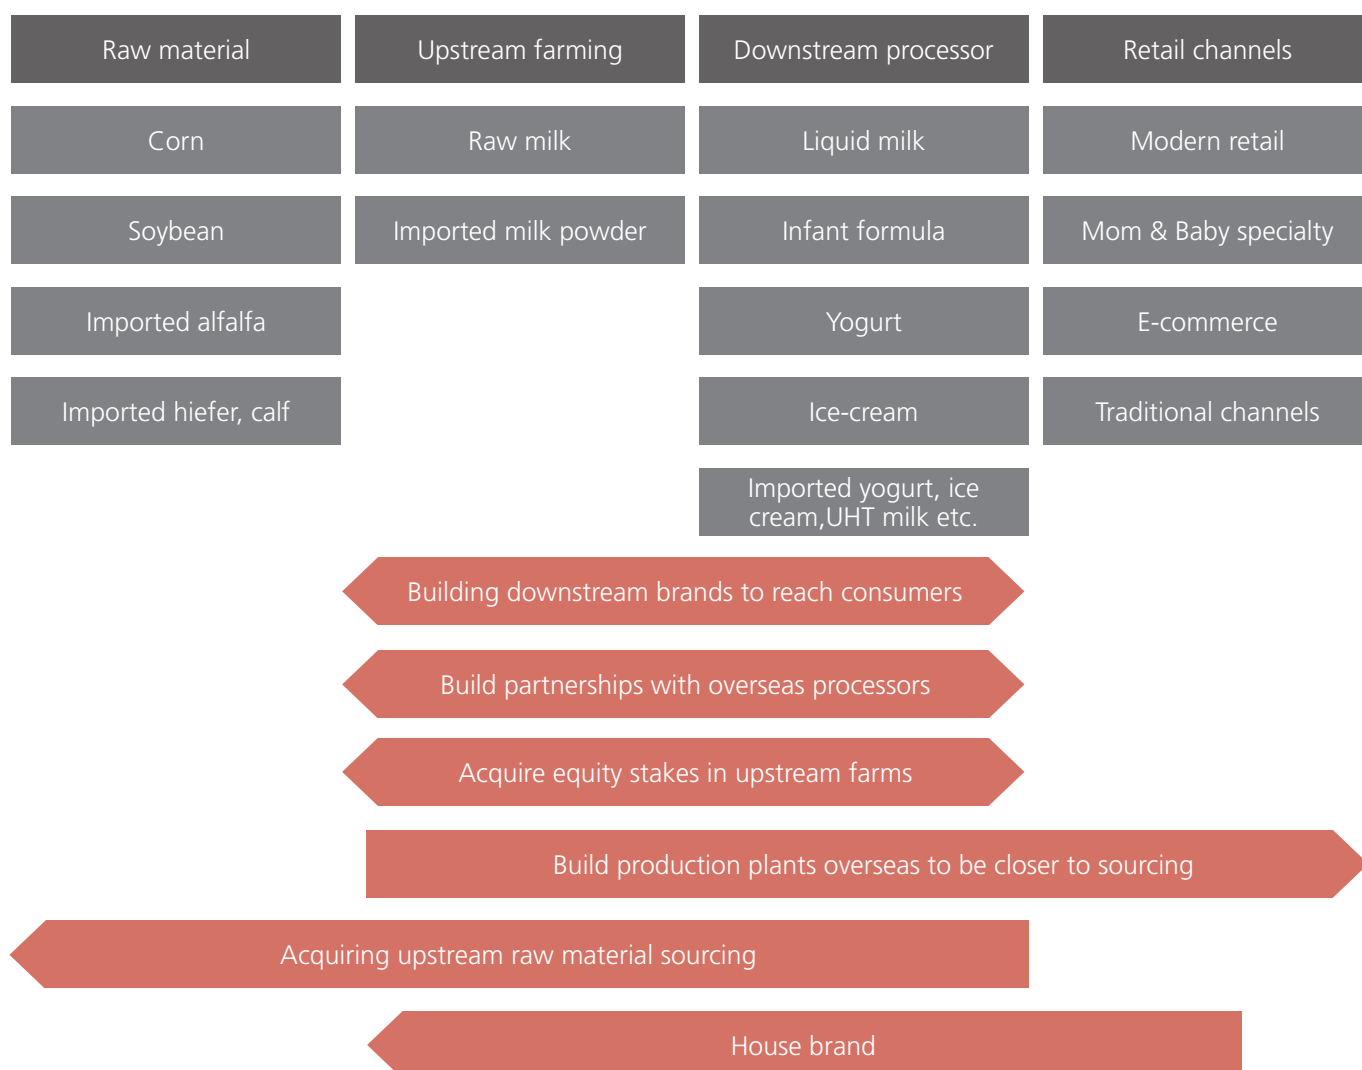 Raw material
Upstream farming
Downstream processor
Retail channels
Corn
Raw milk
Liquid milk
Modern retail
Soybean
Imported milk powder
Infant formula
Mom & Baby specialty
Imported alfalfa
Yogurt
E-commerce
Imported hiefer, calf
Ice-cream
Traditional channels
Imported yogurt, ice
cream,UHT milk etc.
Building downstream brands to reach consumers
Build partnerships with overseas processors
Acquire equity stakes in upstream farms
Build production plants overseas to be closer to sourcing
Acquiring upstream raw material sourcing
House brand